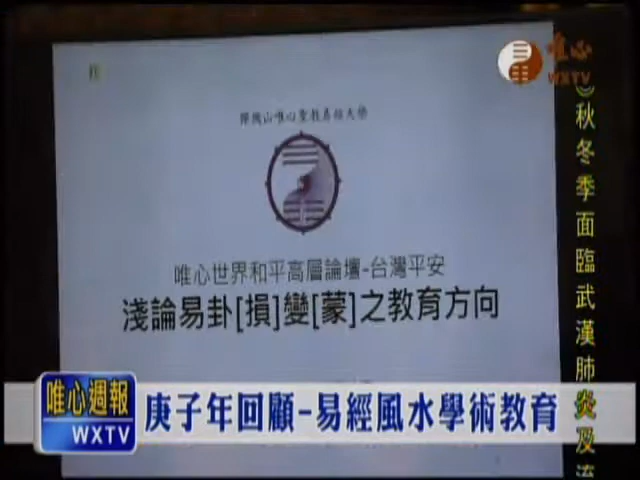 唯心
WXTV
禪機山唯心聖教易經大學
唯心世界和平高層論壇-台灣平安
淺論易卦[損]變[蒙]之教育方向
秋冬季面臨武漢肺炎及流
唯心週報
WXTV
庚子年回顧-易經風水學術教育